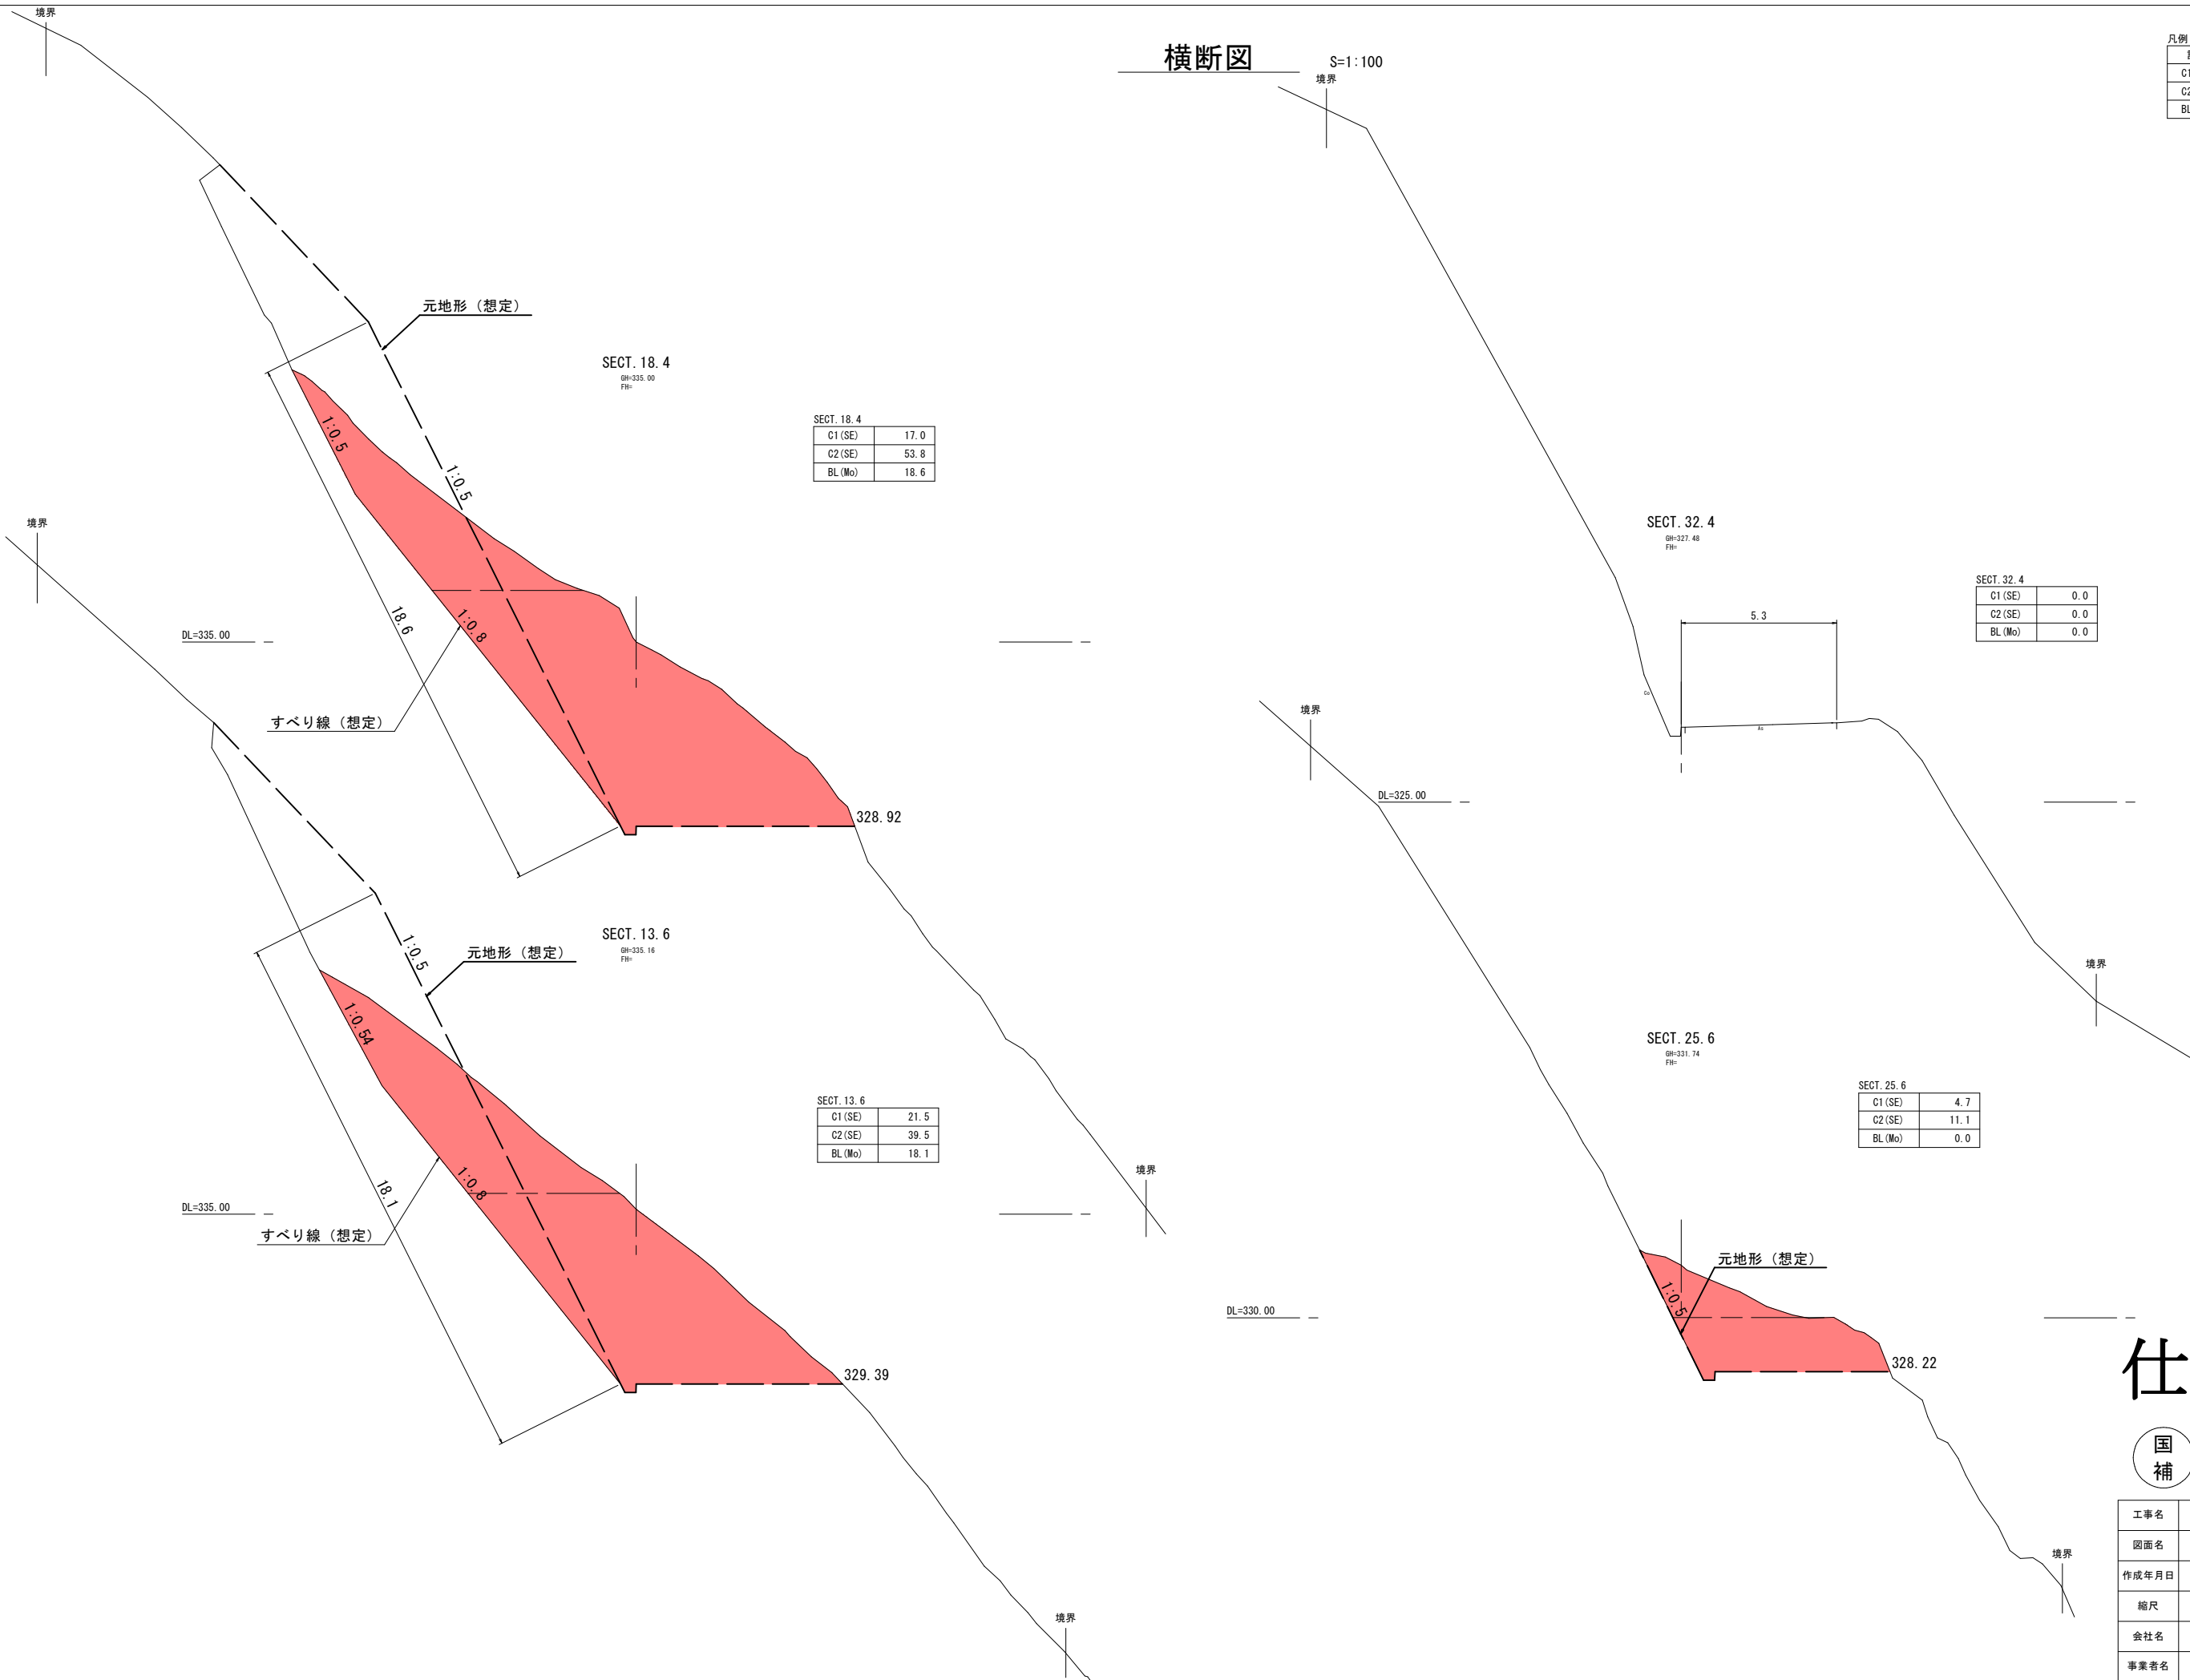 横断図 S=1:100
境界
元地形（想定）
SECT.18.4
GH=335.00
FH=
SECT.18.4
C1(SE) 17.0
C2(SE) 53.8
BL(Mo) 18.6
1:0.5
1:0.5
1:0.8
18.6
DL=335.00
すべり線（想定）
328.92
境界
境界
元地形（想定）
SECT.13.6
GH=335.16
FH=
SECT.13.6
C1(SE) 21.5
C2(SE) 39.5
BL(Mo) 18.1
1:0.5
1:0.54
1:0.8
18.1
DL=335.00
すべり線（想定）
329.39
境界
境界
SECT.32.4
GH=327.48
FH=
SECT.32.4
C1(SE) 0.0
C2(SE) 0.0
BL(Mo) 0.0
5.3
Co
As
DL=325.00
境界
境界
SECT.25.6
GH=331.74
FH=
SECT.25.6
C1(SE) 4.7
C2(SE) 11.1
BL(Mo) 0.0
元地形（想定）
1:0.5
DL=330.00
328.22
境界
凡例
C1
C2
BL
仕
国
補
工事名
図面名
作成年月日
縮尺
会社名
事業者名